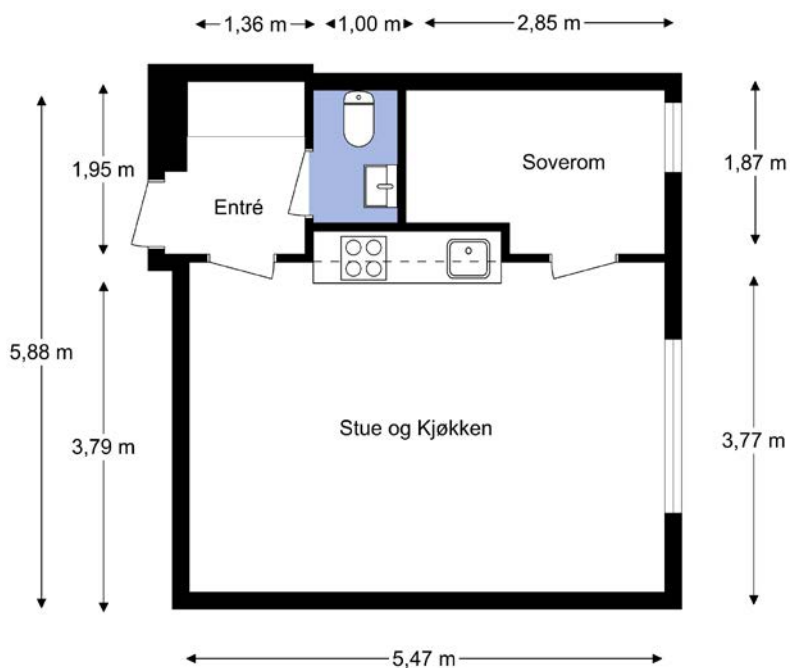 1,36 m
1,00 m
2,85 m
1,95 m
Soverom
1,87 m
Entré
5,88 m
Stue og Kjøkken
3,79 m
3,77 m
5,47 m